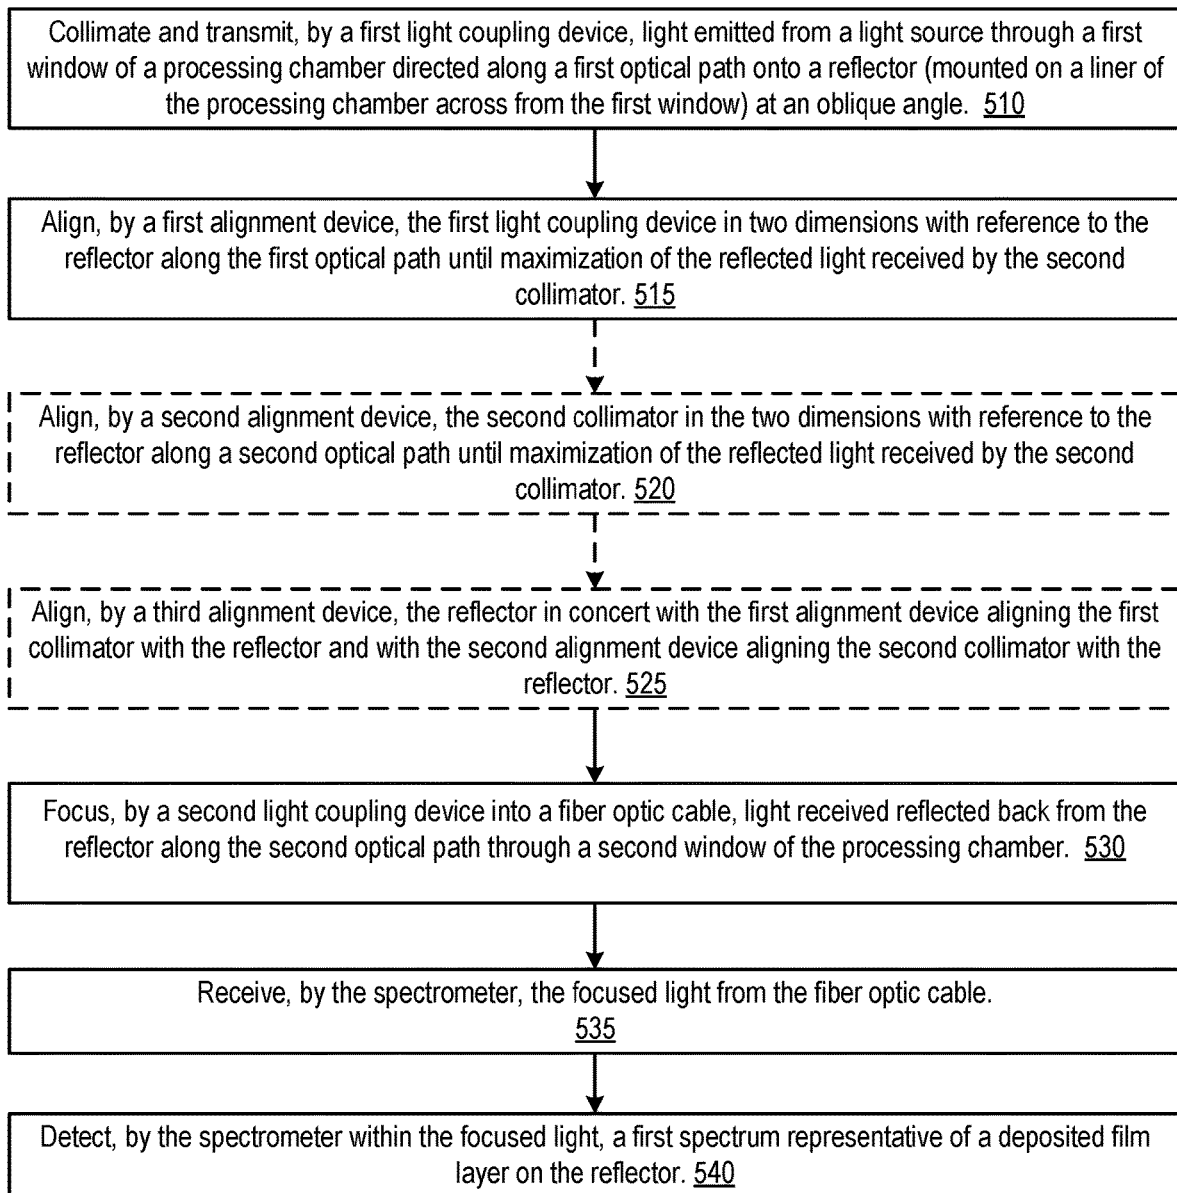 Collimate and transmit, by a first light coupling device, light emitted from a light source through a first
window of a processing chamber directed along a first optical path onto a reflector (mounted on a liner of
the processing chamber across from the first window) at an oblique angle. 510
Align, by a first alignment device, the first light coupling device in two dimensions with reference to the
reflector along the first optical path until maximization of the reflected light received by the second
collimator. 515
Align, by a second alignment device, the second collimator in the two dimensions with reference to the
reflector along a second optical path until maximization of the reflected light received by the second
collimator. 520
Align, by a third alignment device, the reflector in concert with the first alignment device aligning the first
collimator with the reflector and with the second alignment device aligning the second collimator with the
reflector. 525
Focus, by a second light coupling device into a fiber optic cable, light received reflected back from the
reflector along the second optical path through a second window of the processing chamber. 530
Receive, by the spectrometer, the focused light from the fiber optic cable.
535
Detect, by the spectrometer within the focused light, a first spectrum representative of a deposited film
layer on the reflector. 540